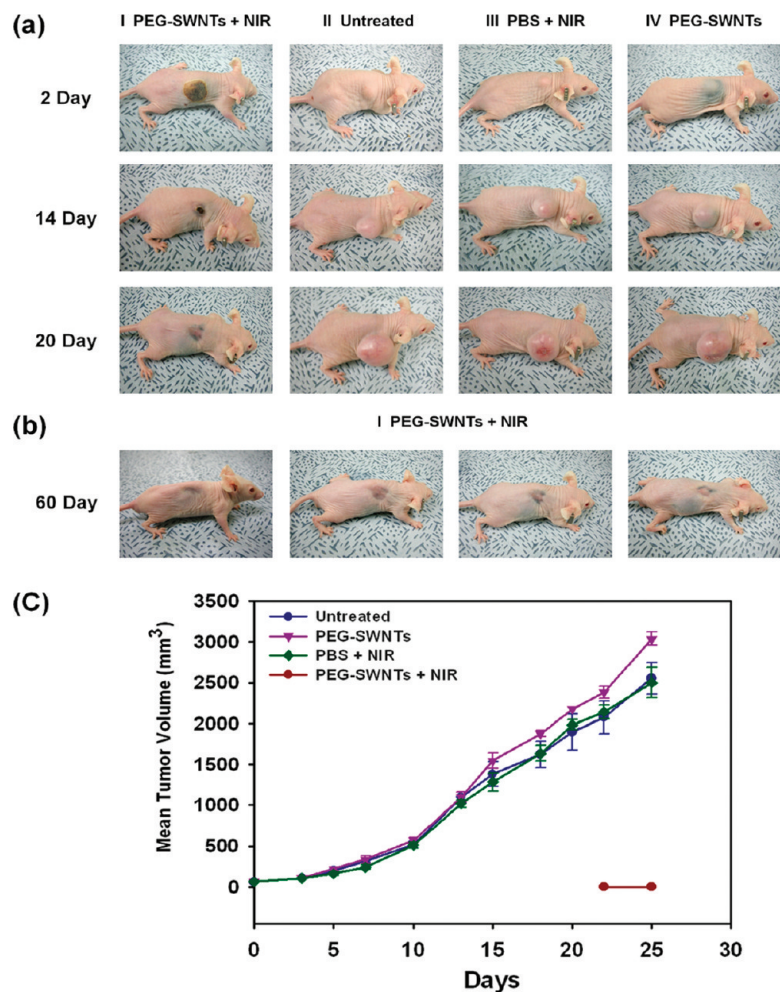 (a)
I PEG-SWNTs + NIR
II Untreated
III PBS + NIR
IV PEG-SWNTs
2 Day
14 Day
20 Day
(b)
I PEG-SWNTs + NIR
60 Day
(C)
Mean Tumor Volume (mm³)
3500
3000
2500
2000
1500
1000
500
0
Untreated
PEG-SWNTs
PBS + NIR
PEG-SWNTs + NIR
0 5 10 15 20 25 30
Days